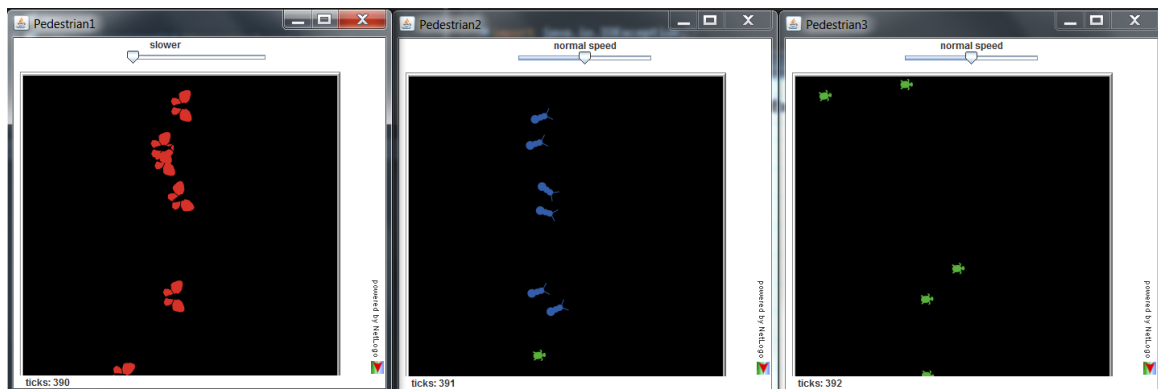 Pedestrian1
slower
powered by NetLogo
ticks: 390
Pedestrian2
normal speed
powered by NetLogo
ticks: 391
Pedestrian3
normal speed
powered by NetLogo
ticks: 392